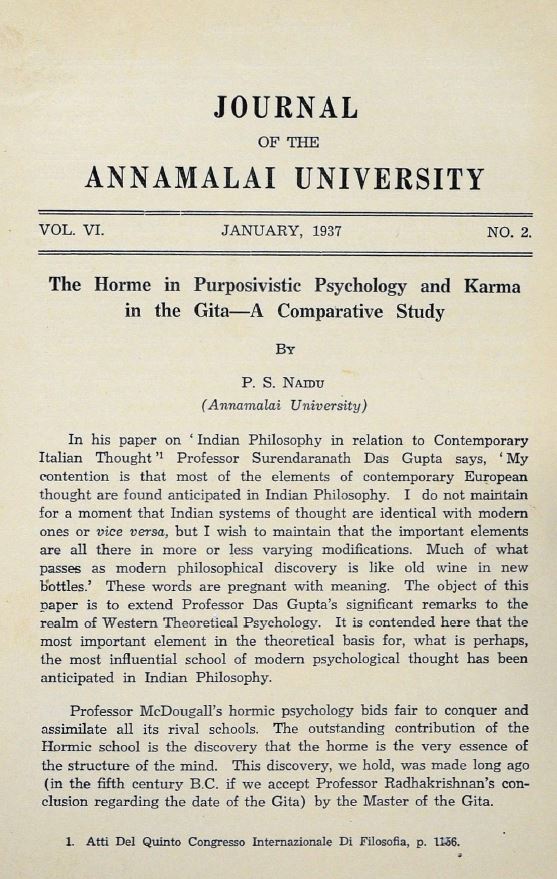 JOURNAL
OF THE
ANNAMALAI UNIVERSITY
VOL. VI. JANUARY, 1937 NO. 2.
The Horme in Purposivistic Psychology and Karma
in the Gita—A Comparative Study
By
P. S. Naidu
(Annamalai University)
In his paper on ‘Indian Philosophy in relation to Contemporary
Italian Thought’¹ Professor Surendaranath Das Gupta says, ‘My
contention is that most of the elements of contemporary European
thought are found anticipated in Indian Philosophy. I do not maintain
for a moment that Indian systems of thought are identical with modern
ones or vice versa, but I wish to maintain that the important elements
are all there in more or less varying modifications. Much of what
passes as modern philosophical discovery is like old wine in new
bottles.’ These words are pregnant with meaning. The object of this
paper is to extend Professor Das Gupta’s significant remarks to the
realm of Western Theoretical Psychology. It is contended here that the
most important element in the theoretical basis for, what is perhaps,
the most influential school of modern psychological thought has been
anticipated in Indian Philosophy.
Professor McDougall’s hormic psychology bids fair to conquer and
assimilate all its rival schools. The outstanding contribution of the
Hormic school is the discovery that the horme is the very essence of
the structure of the mind. This discovery, we hold, was made long ago
(in the fifth century B.C. if we accept Professor Radhakrishnan’s con-
clusion regarding the date of the Gita) by the Master of the Gita.
1. Atti Del Quinto Congresso Internazionale Di Filosofia, p.